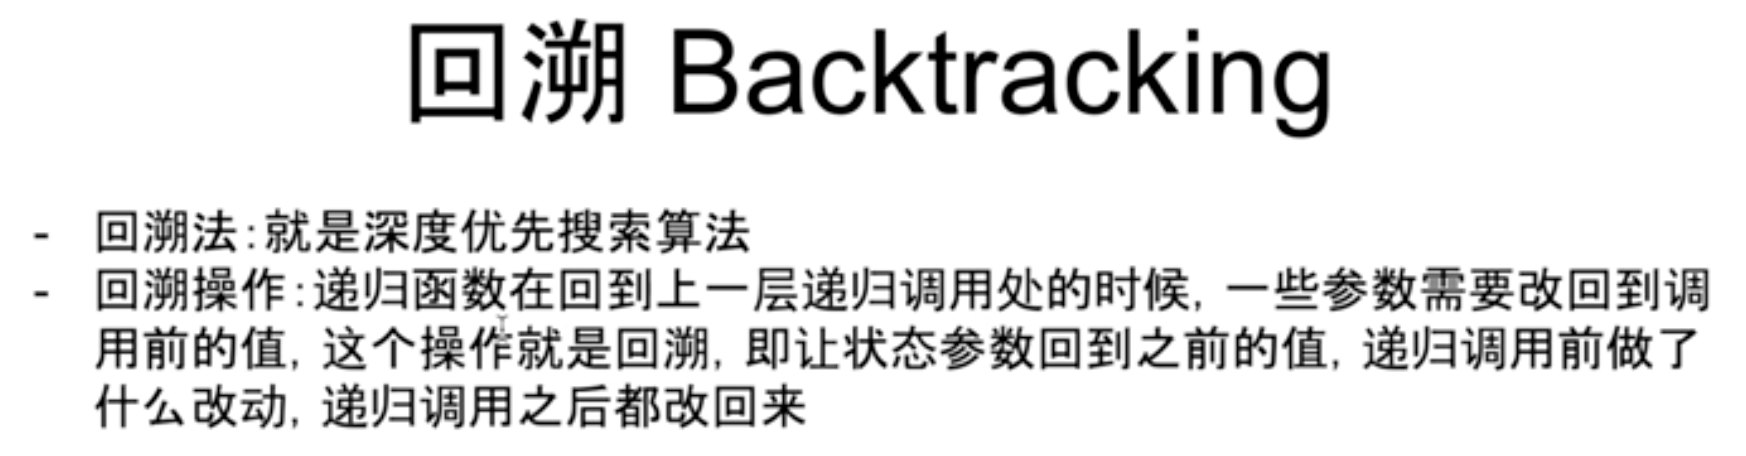 回溯 Backtracking
- 回溯法:就是深度优先搜索算法
- 回溯操作:递归函数在回到上一层递归调用处的时候, 一些参数需要改回到调
用前的值, 这个操作就是回溯, 即让状态参数回到之前的值, 递归调用前做了
什么改动, 递归调用之后都改回来